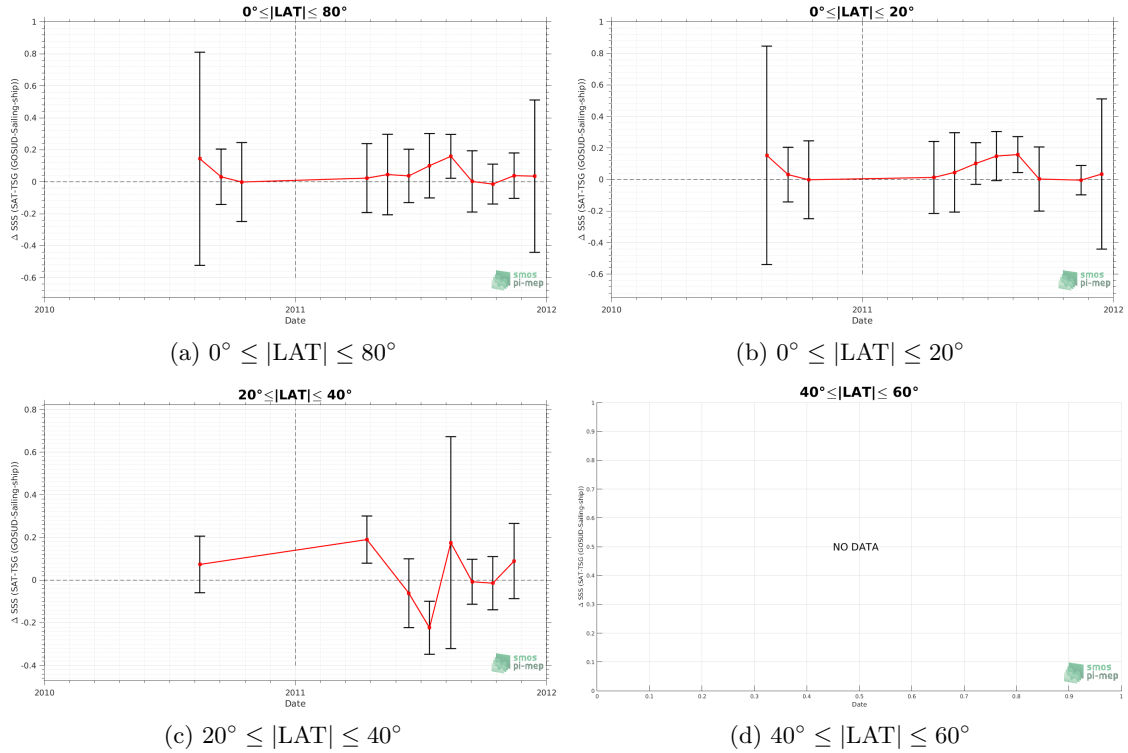 0°≤|LAT|≤ 80°
Δ SSS (SAT-TSG (GOSUD-Sailing-ship))
1
0.8
0.6
0.4
0.2
0
-0.2
-0.4
-0.6
2010
2011
2012
Date
smos
pi-mep
(a) 0° ≤ |LAT| ≤ 80°
0°≤|LAT|≤ 20°
Δ SSS (SAT-TSG (GOSUD-Sailing-ship))
1
0.8
0.6
0.4
0.2
0
-0.2
-0.4
-0.6
2010
2011
2012
Date
smos
pi-mep
(b) 0° ≤ |LAT| ≤ 20°
20°≤|LAT|≤ 40°
Δ SSS (SAT-TSG (GOSUD-Sailing-ship))
0.8
0.6
0.4
0.2
0
-0.2
-0.4
2010
2011
2012
Date
smos
pi-mep
(c) 20° ≤ |LAT| ≤ 40°
40°≤|LAT|≤ 60°
Δ SSS (SAT-TSG (GOSUD-Sailing-ship))
1
0.9
0.8
0.7
0.6
0.5
0.4
0.3
0.2
0.1
0
NO DATA
0 0.1 0.2 0.3 0.4 0.5 0.6 0.7 0.8 0.9 1
Date
smos
pi-mep
(d) 40° ≤ |LAT| ≤ 60°